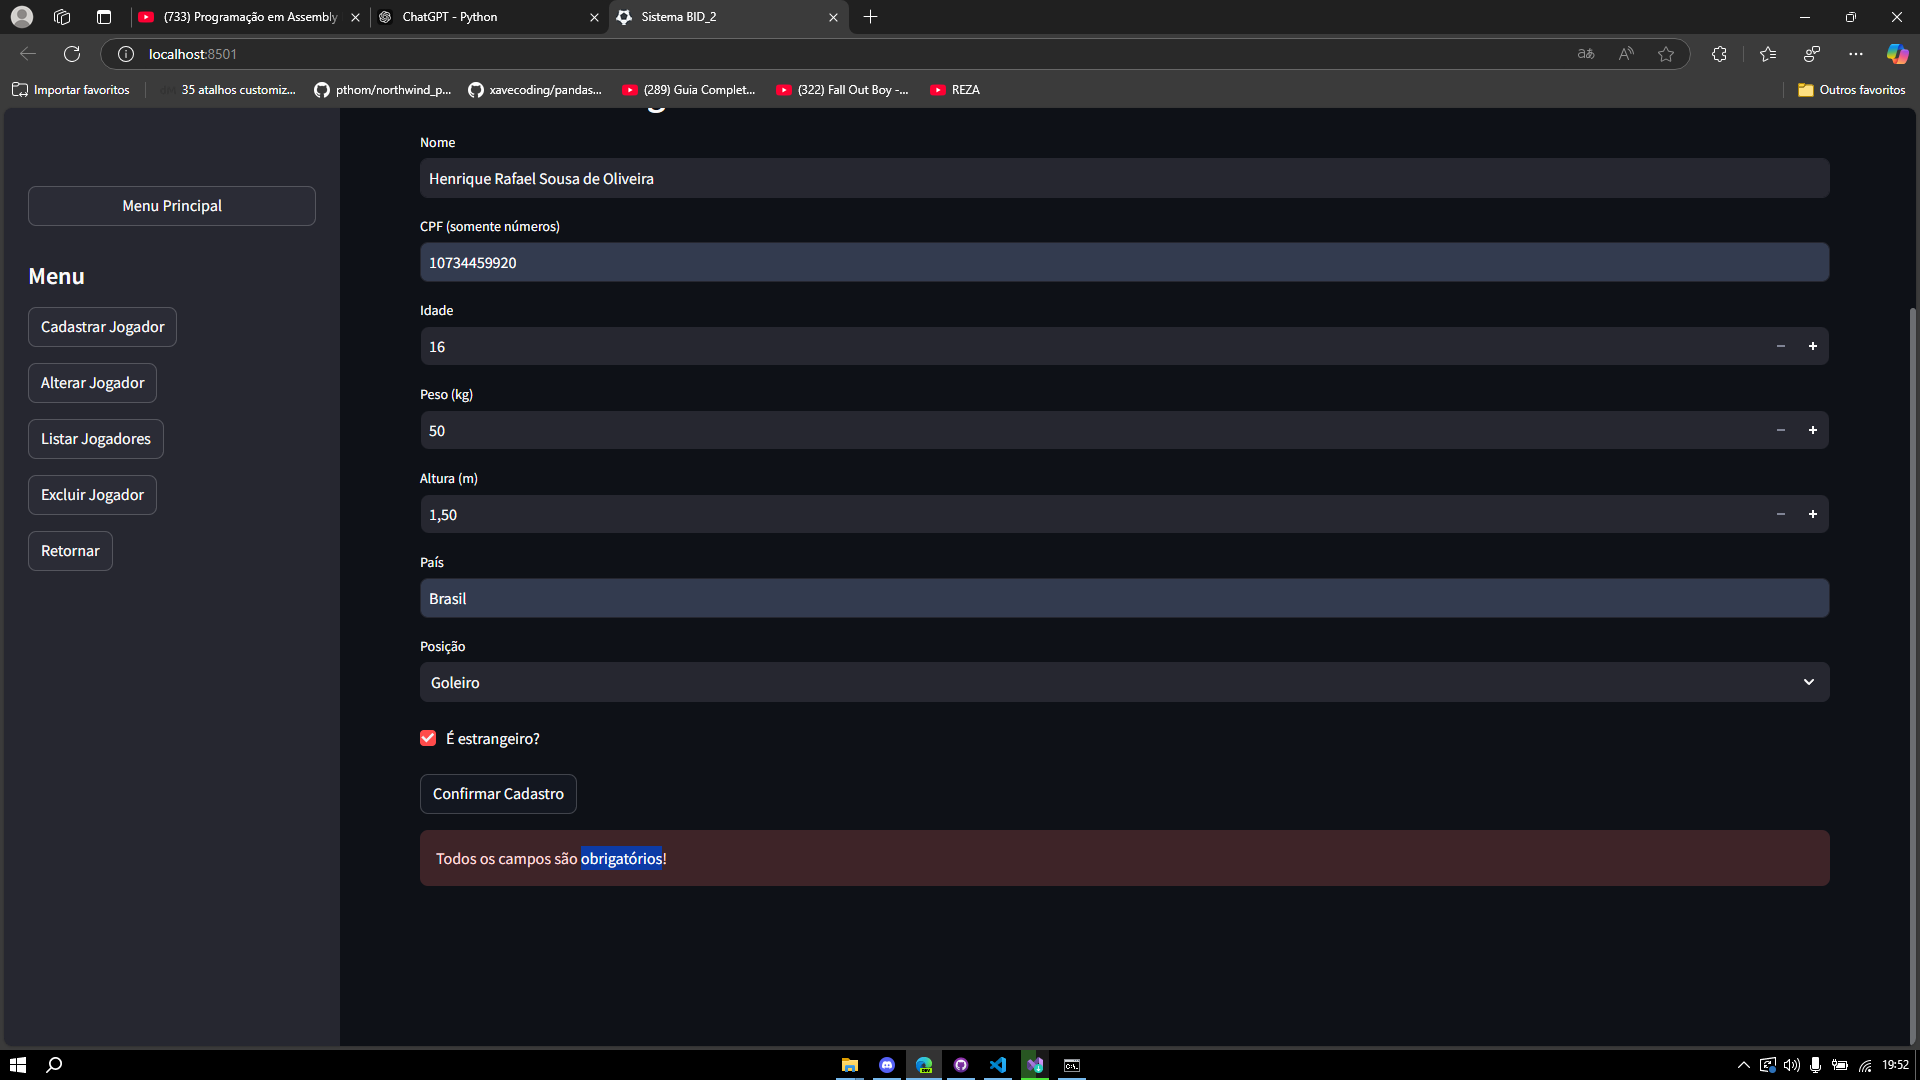 (733) Programação em Assembly
ChatGPT - Python
Sistema BID_2
localhost:8501
Importar favoritos
35 atalhos customiz...
pthom/northwind_p...
xavecoding/pandas...
(289) Guia Complet...
(322) Fall Out Boy -...
REZA
Outros favoritos
Menu Principal
Menu
Cadastrar Jogador
Alterar Jogador
Listar Jogadores
Excluir Jogador
Retornar
Nome
Henrique Rafael Sousa de Oliveira
CPF (somente números)
10734459920
Idade
16
Peso (kg)
50
Altura (m)
1,50
País
Brasil
Posição
Goleiro
É estrangeiro?
Confirmar Cadastro
Todos os campos são obrigatórios!
19:52